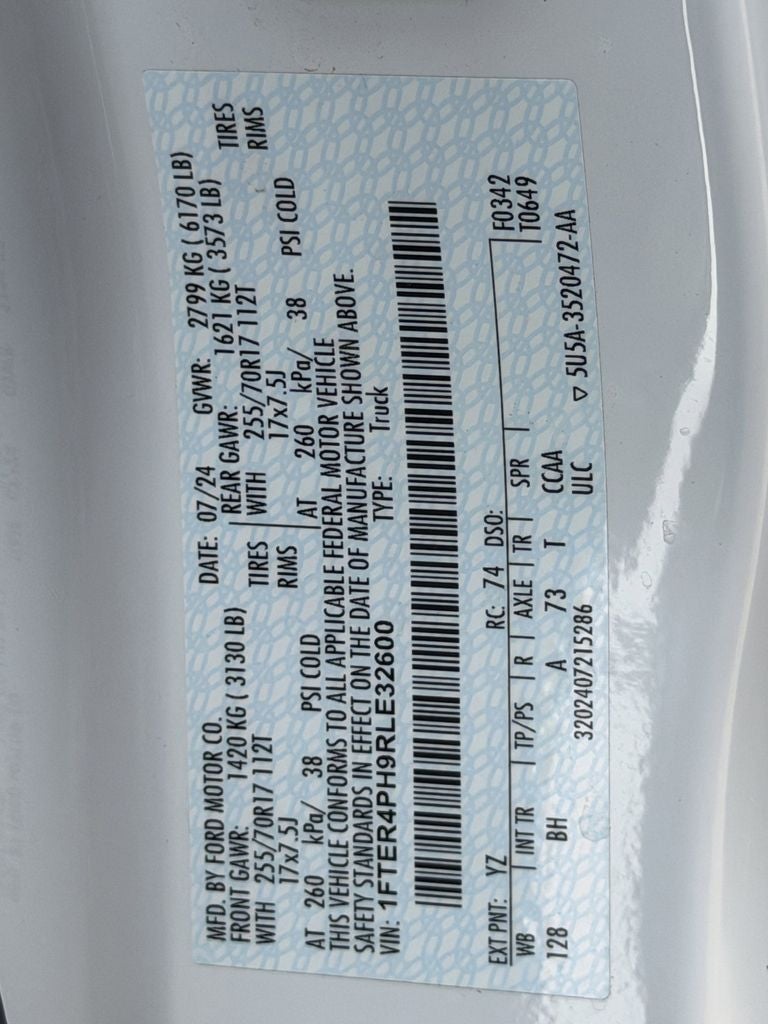 MFD. BY FORD MOTOR CO. DATE: 07/24 GVWR: 2799 KG ( 6170 LB)
FRONT GAWR: 1420 KG ( 3130 LB) REAR GAWR: 1621 KG ( 3573 LB)
WITH 255/70R17 112T TIRES WITH 255/70R17 112T TIRES
17x7.5J RIMS 17x7.5J RIMS
AT 260 kPa/ 38 PSI COLD AT 260 kPa/ 38 PSI COLD
THIS VEHICLE CONFORMS TO ALL APPLICABLE FEDERAL MOTOR VEHICLE
SAFETY STANDARDS IN EFFECT ON THE DATE OF MANUFACTURE SHOWN ABOVE.
VIN: 1FTER4PH9RLE32600 TYPE: Truck
F0342
EXT PNT: YZ RC: 74 DSO: T0649
WB INT TR TP/PS R AXLE TR SPR
128 BH A 73 T CCAA
3202407215286 ULC ▽ 5U5A-3520472-AA